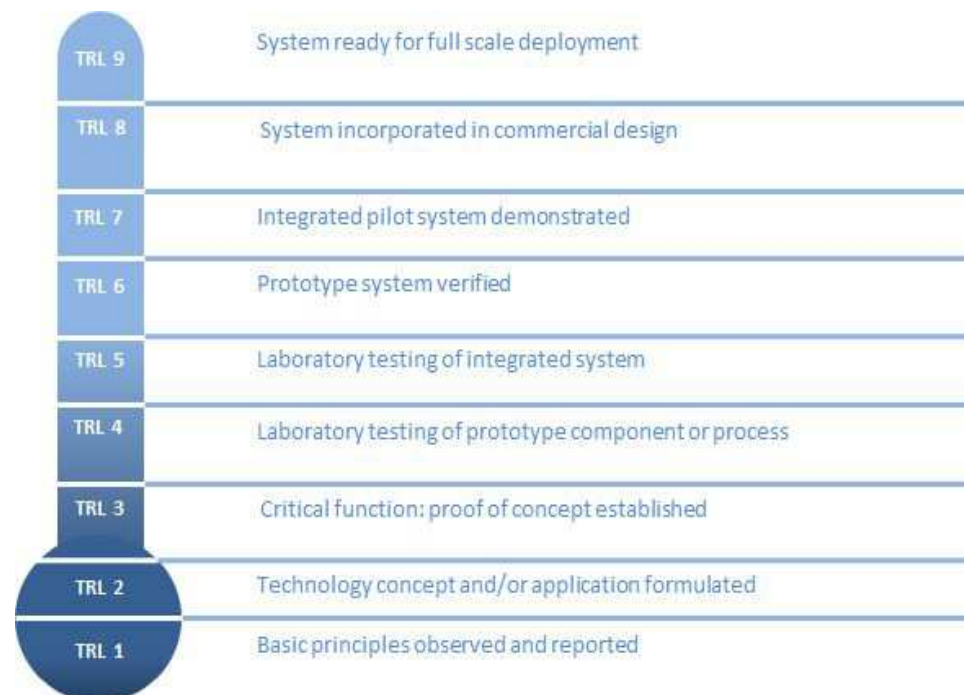 TRL 9 System ready for full scale deployment
TRL 8 System incorporated in commercial design
TRL 7 Integrated pilot system demonstrated
TRL 6 Prototype system verified
TRL 5 Laboratory testing of integrated system
TRL 4 Laboratory testing of prototype component or process
TRL 3 Critical function: proof of concept established
TRL 2 Technology concept and/or application formulated
TRL 1 Basic principles observed and reported